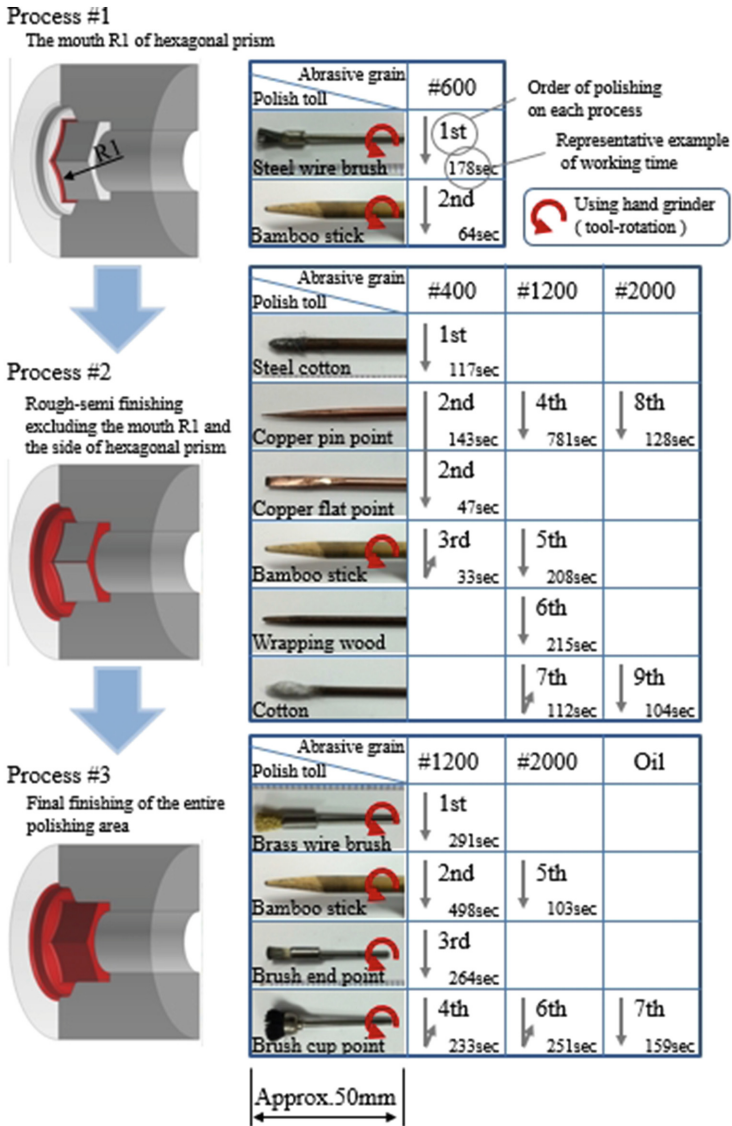 Process #1
The mouth R1 of hexagonal prism
R1
Abrasive grain
Polish toll
#600
Steel wire brush
1st
178sec
Bamboo stick
2nd
64sec
Order of polishing
on each process
Representative example
of working time
Using hand grinder
( tool-rotation )
Process #2
Rough-semi finishing
excluding the mouth R1 and
the side of hexagonal prism
Abrasive grain
Polish toll
#400 #1200 #2000
Steel cotton
1st
117sec
Copper pin point
2nd 4th 8th
143sec 781sec 128sec
Copper flat point
2nd
47sec
Bamboo stick
3rd 5th
33sec 208sec
Wrapping wood
6th
215sec
Cotton
7th 9th
112sec 104sec
Process #3
Final finishing of the entire
polishing area
Abrasive grain
Polish toll
#1200 #2000 Oil
Brass wire brush
1st
291sec
Bamboo stick
2nd 5th
498sec 103sec
Brush end point
3rd
264sec
Brush cup point
4th 6th 7th
233sec 251sec 159sec
Approx.50mm